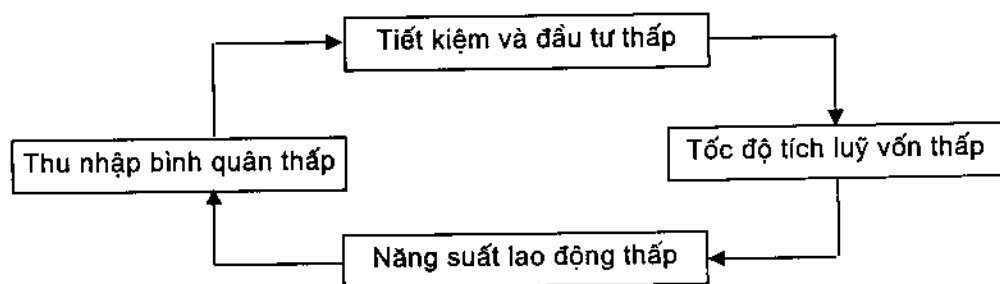 Tiết kiệm và đầu tư thấp
Thu nhập bình quân thấp
Tốc độ tích luỹ vốn thấp
Năng suất lao động thấp